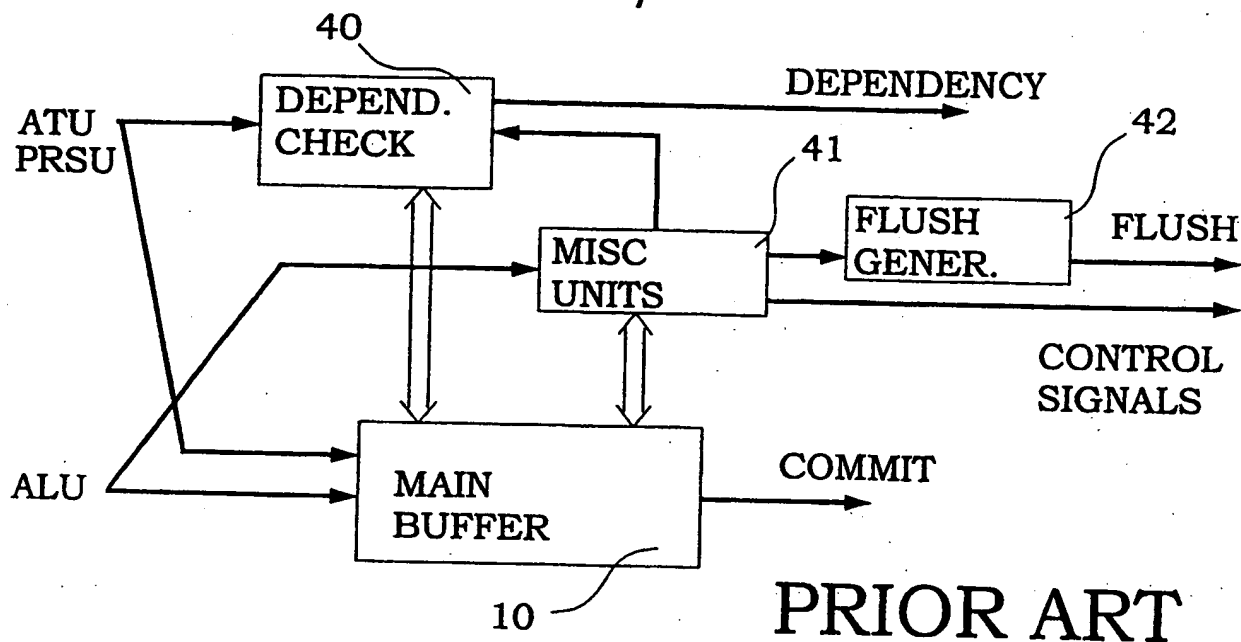 40
DEPEND.
CHECK
DEPENDENCY
ATU
PRSU
42
41
FLUSH
GENER.
FLUSH
MISC
UNITS
CONTROL
SIGNALS
ALU
MAIN
BUFFER
COMMIT
10
PRIOR ART